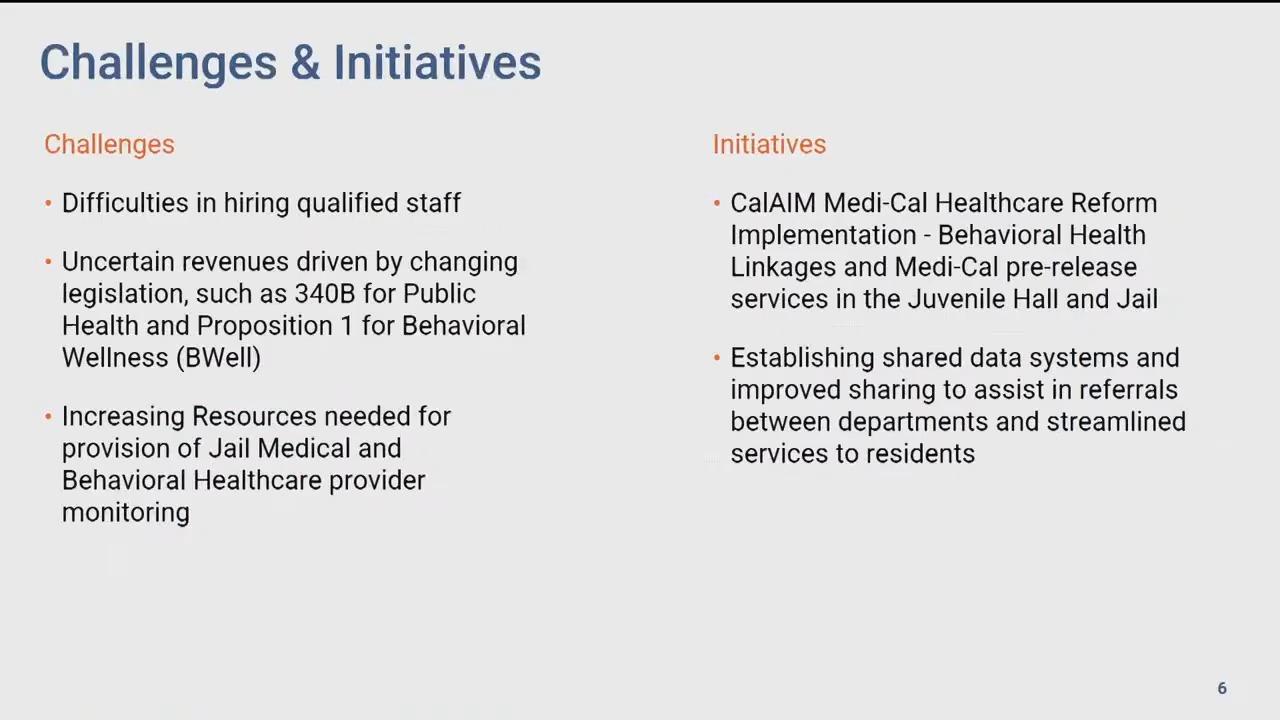 Challenges & Initiatives
Challenges
• Difficulties in hiring qualified staff
• Uncertain revenues driven by changing
legislation, such as 340B for Public
Health and Proposition 1 for Behavioral
Wellness (BWell)
• Increasing Resources needed for
provision of Jail Medical and
Behavioral Healthcare provider
monitoring
Initiatives
• CalAIM Medi-Cal Healthcare Reform
Implementation - Behavioral Health
Linkages and Medi-Cal pre-release
services in the Juvenile Hall and Jail
• Establishing shared data systems and
improved sharing to assist in referrals
between departments and streamlined
services to residents
6